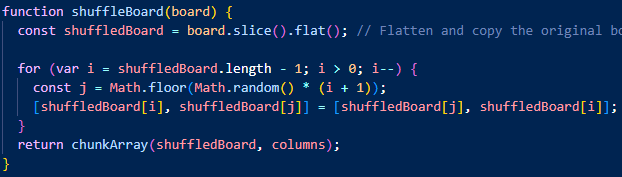 function shuffleBoard(board) {
const shuffledBoard = board.slice().flat(); // Flatten and copy the original
for (var i = shuffledBoard.length - 1; i > 0; i--) {
const j = Math.floor(Math.random() * (i + 1));
[shuffledBoard[i], shuffledBoard[j]] = [shuffledBoard[j], shuffledBoard[i]];
}
return chunkArray(shuffledBoard, columns);
}